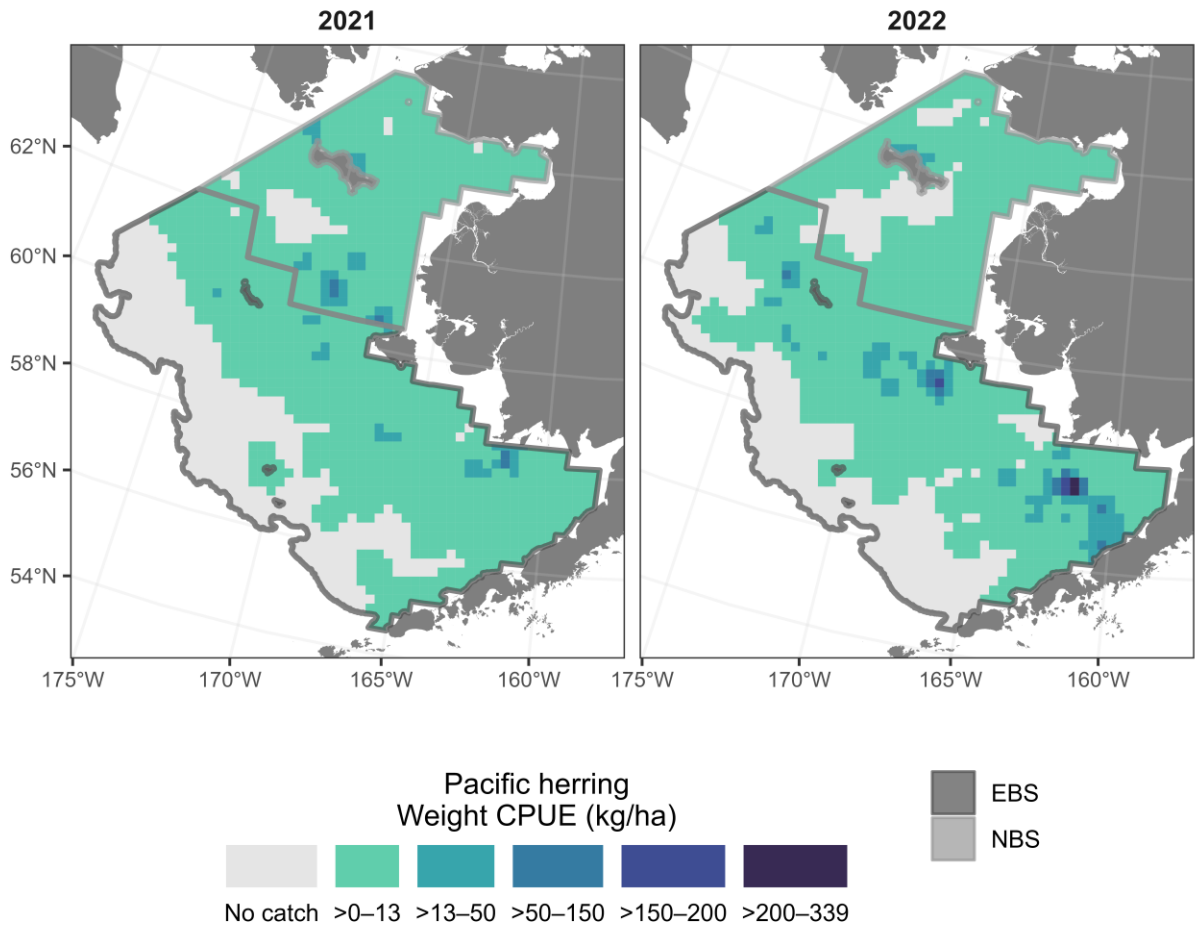 2021
2022
62°N
60°N
58°N
56°N
54°N
175°W
170°W
165°W
160°W
175°W
170°W
165°W
160°W
Pacific herring
Weight CPUE (kg/ha)
No catch
>0–13
>13–50
>50–150
>150–200
>200–339
EBS
NBS